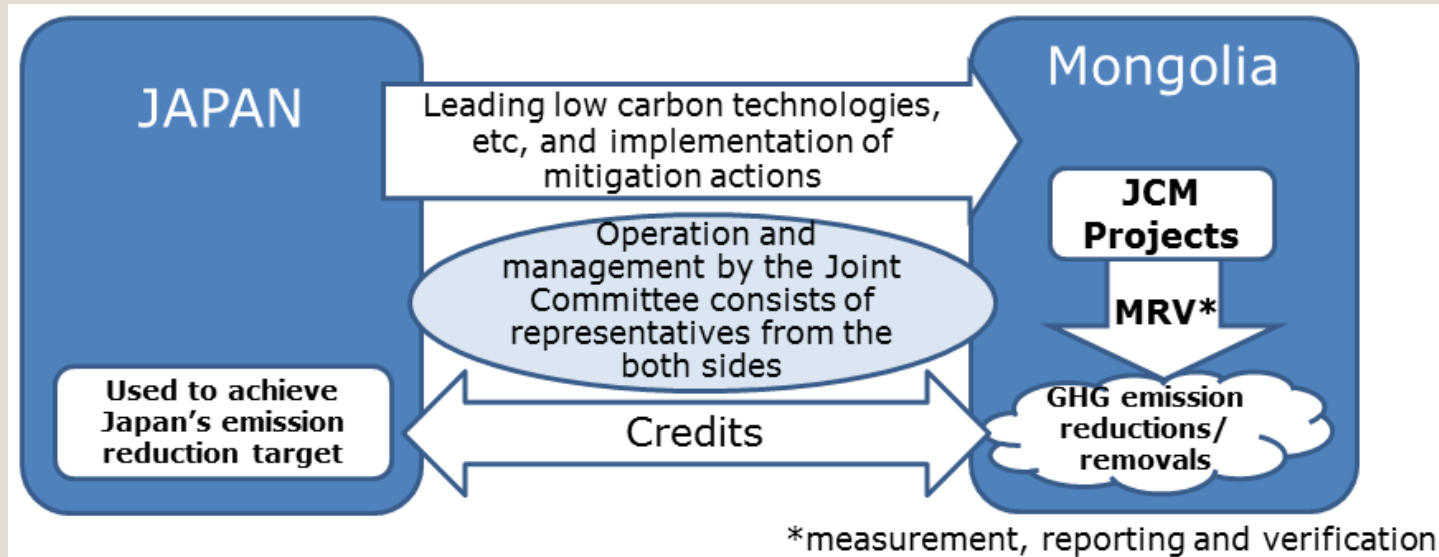 JAPAN
Leading low carbon technologies,
etc, and implementation of
mitigation actions
Mongolia
JCM
Projects
Operation and
management by the Joint
Committee consists of
representatives from the
both sides
MRV*
Used to achieve
Japan's emission
reduction target
Credits
GHG emission
reductions/
removals
*measurement, reporting and verification